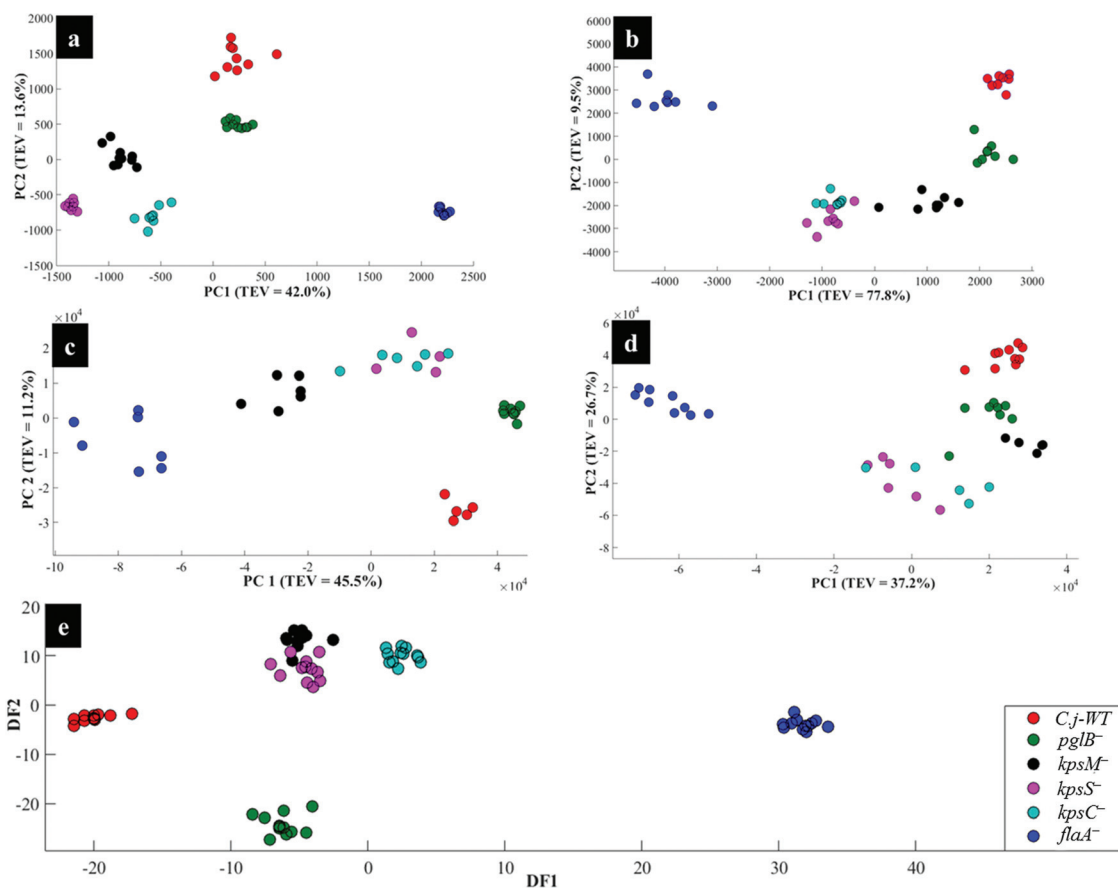 a
2000
1500
1000
500
0
-500
-1000
-1500
PC2 (TEV = 13.6%)
-1500 -1000 -500 0 500 1000 1500 2000 2500
PC1 (TEV = 42.0%)
b
6000
5000
4000
3000
2000
1000
0
-1000
-2000
-3000
-4000
PC2 (TEV = 9.5%)
-4000 -3000 -2000 -1000 0 1000 2000 3000
PC1 (TEV = 77.8%)
c
×10⁴
2
1
0
-1
-2
-3
PC 2 (TEV = 11.2%)
-10 -8 -6 -4 -2 0 2 4
PC 1 (TEV = 45.5%)
×10⁴
d
×10⁴
6
4
2
0
-2
-4
-6
-8
PC2 (TEV = 26.7%)
-6 -4 -2 0 2 4
PC1 (TEV = 37.2%)
×10⁴
e
20
10
0
-10
-20
DF2
-20 -10 0 10 20 30 40
DF1
C.j-WT
pglB⁻
kpsM⁻
kpsS⁻
kpsC⁻
flaA⁻